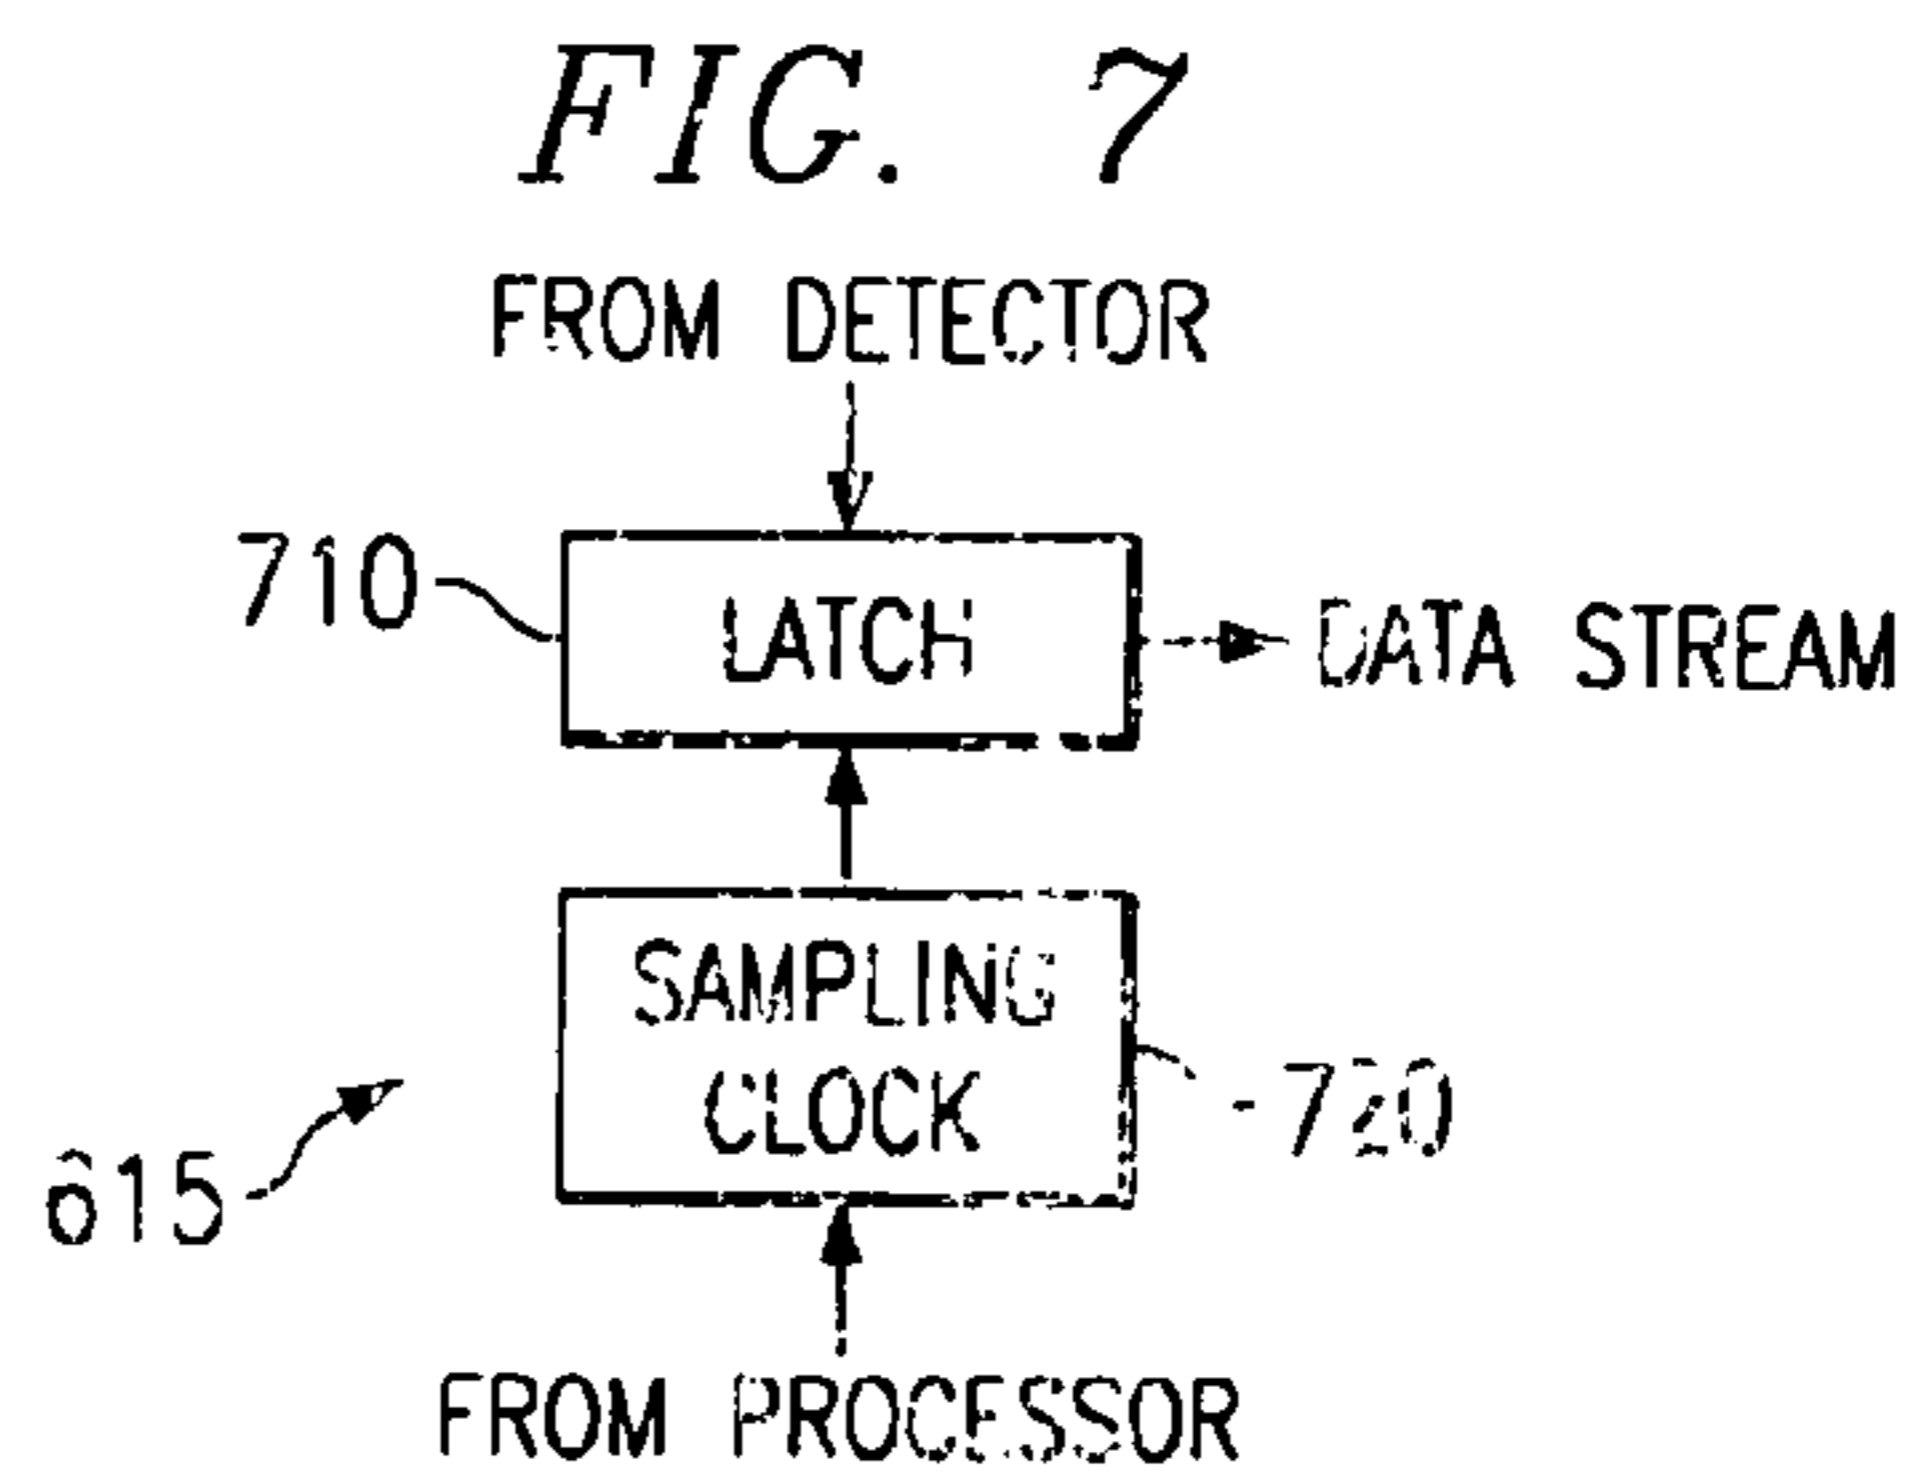 FIG. 7
FROM DETECTOR
710
LATCH
DATA STREAM
SAMPLING
CLOCK
720
615
FROM PROCESSOR